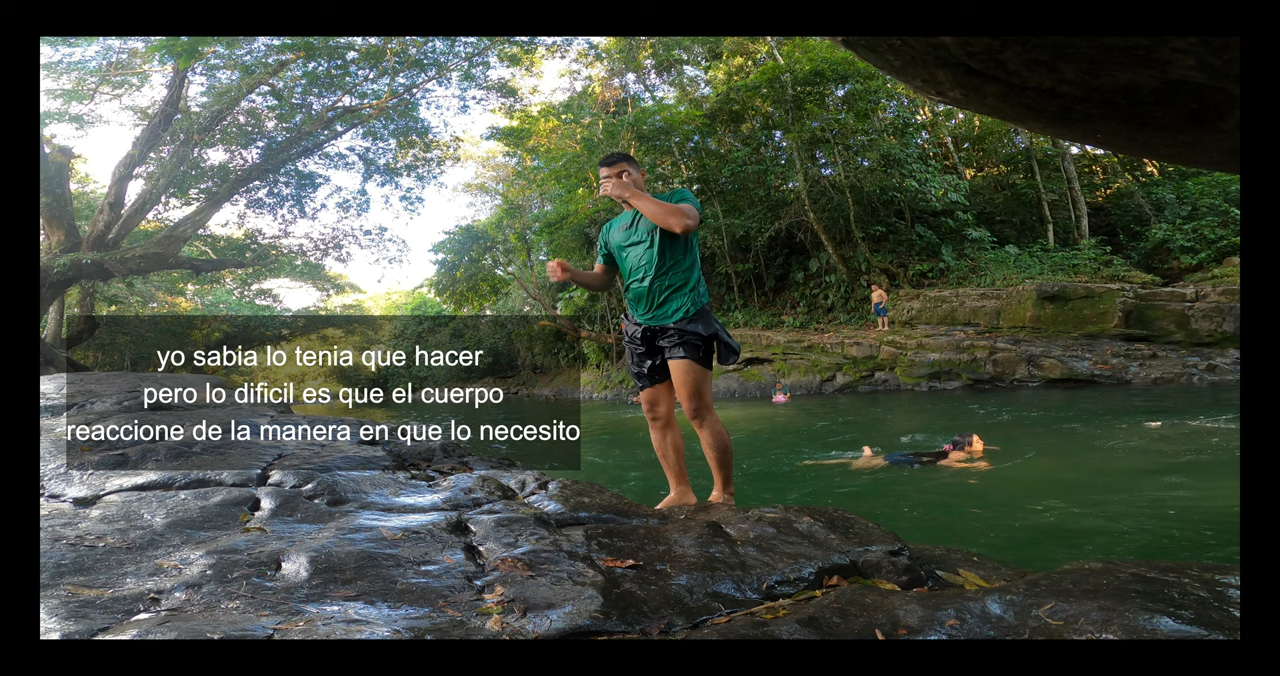 yo sabia lo tenia que hacer
pero lo dificil es que el cuerpo
reaccione de la manera en que lo necesito